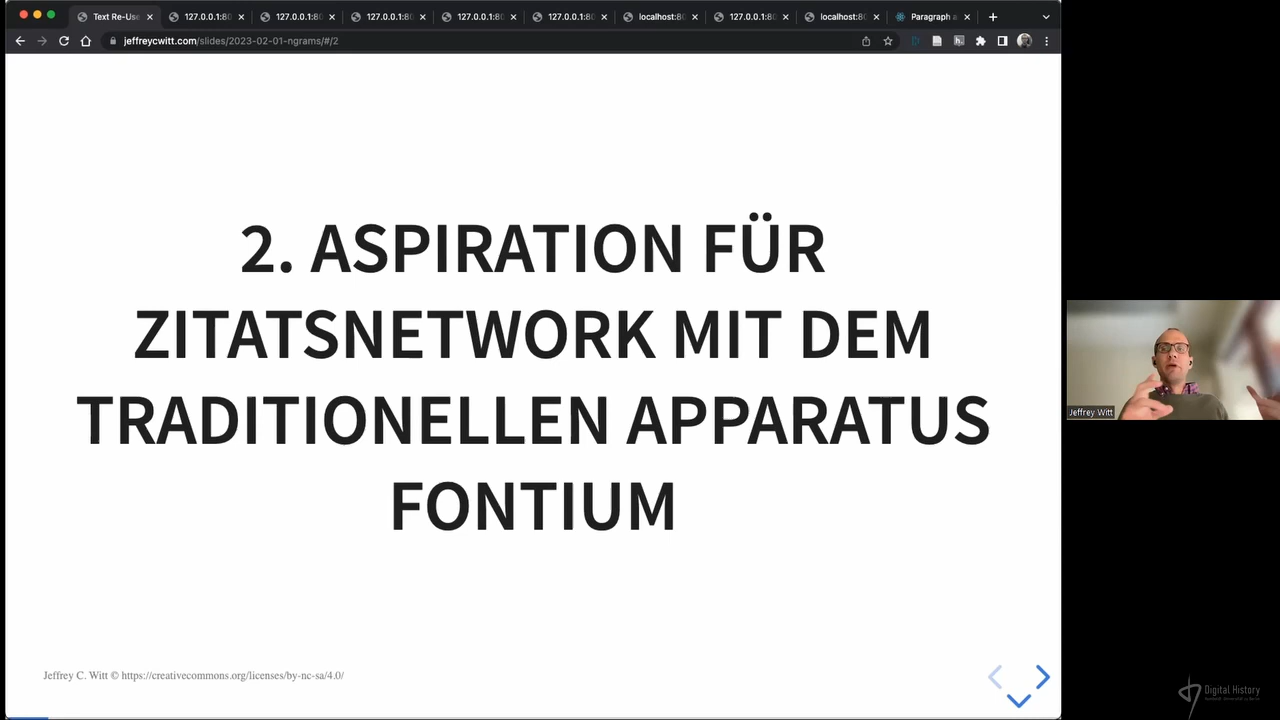 Text Re-Use
127.0.0.1:80
127.0.0.1:80
127.0.0.1:80
127.0.0.1:80
127.0.0.1:80
localhost:80
127.0.0.1:80
localhost:80
Paragraph a
jeffreycwitt.com/slides/2023-02-01-ngrams/#/2
2. ASPIRATION FÜR
ZITATSNETWORK MIT DEM
TRADITIONELLEN APPARATUS
FONTIUM
Jeffrey Witt
Jeffrey C. Witt © https://creativecommons.org/licenses/by-nc-sa/4.0/
Digital History